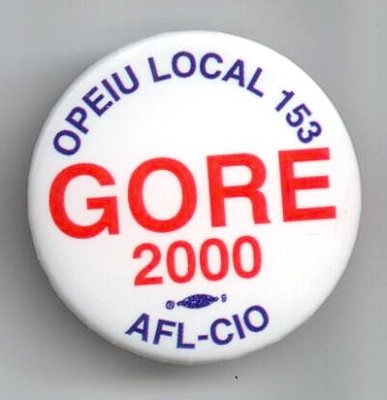 OPEIU LOCAL 153
GORE
2000
AFL-CIO